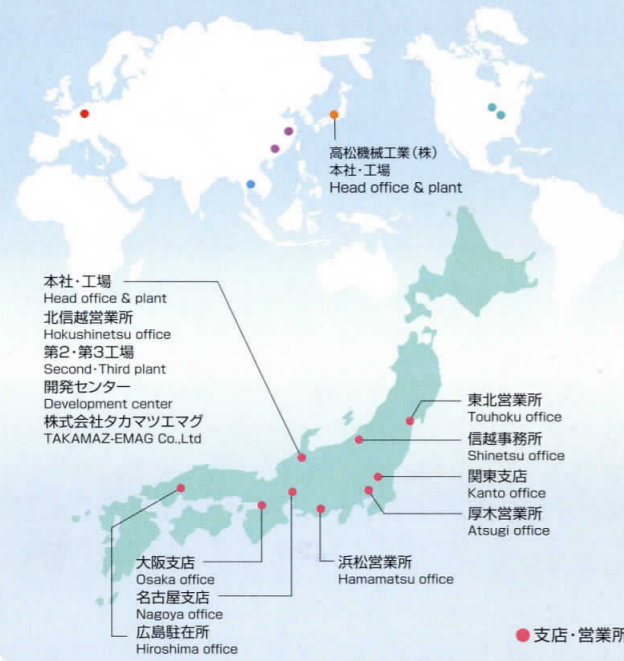 高松機械工業(株)
本社・工場
Head office & plant
本社・工場
Head office & plant
北信越営業所
Hokushinetsu office
第2・第3工場
Second・Third plant
開発センター
Development center
株式会社タカマツエマグ
TAKAMAZ-EMAG Co.,Ltd
東北営業所
Touhoku office
信越事務所
Shinetsu office
関東支店
Kanto office
厚木営業所
Atsugi office
大阪支店
Osaka office
名古屋支店
Nagoya office
広島駐在所
Hiroshima office
浜松営業所
Hamamatsu office
支店・営業所